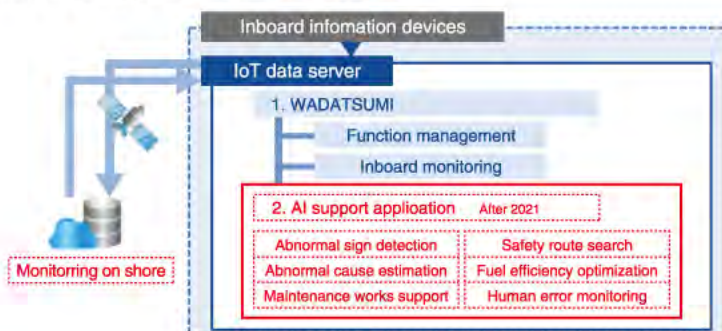 Inboard infomation devices
IoT data server
1. WADATSUMI
Function management
Inboard monitoring
2. AI support applioation After 2021
Abnormal sign detection
Safety route search
Abnormal cause estimation
Fuel efficiency optimization
Maintenance works support
Human error monitoring
Monitorring on shore